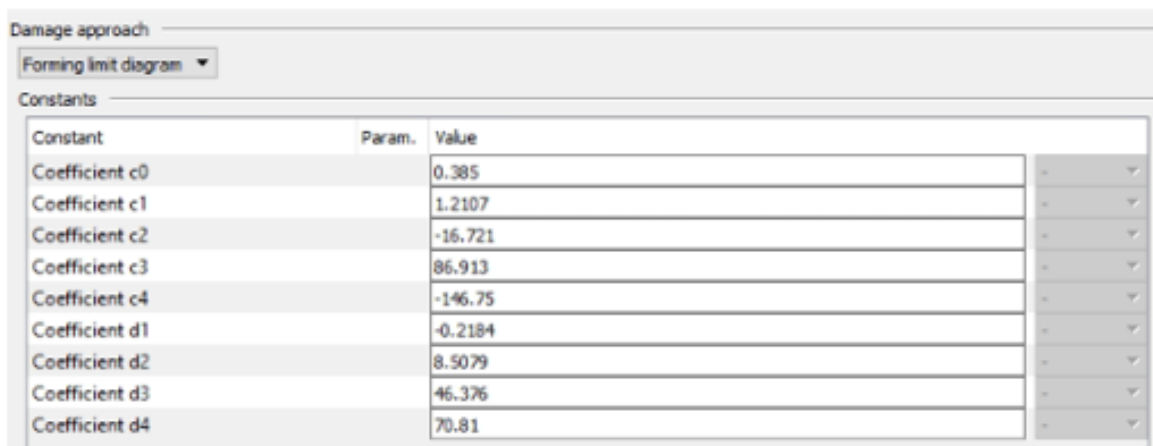 Damage approach
Forming limit diagram
Constants
Constant Param. Value
Coefficient c0 0.385 -
Coefficient c1 1.2107 -
Coefficient c2 -16.721 -
Coefficient c3 86.913 -
Coefficient c4 -146.75 -
Coefficient d1 -0.2184 -
Coefficient d2 8.5079 -
Coefficient d3 46.376 -
Coefficient d4 70.81 -